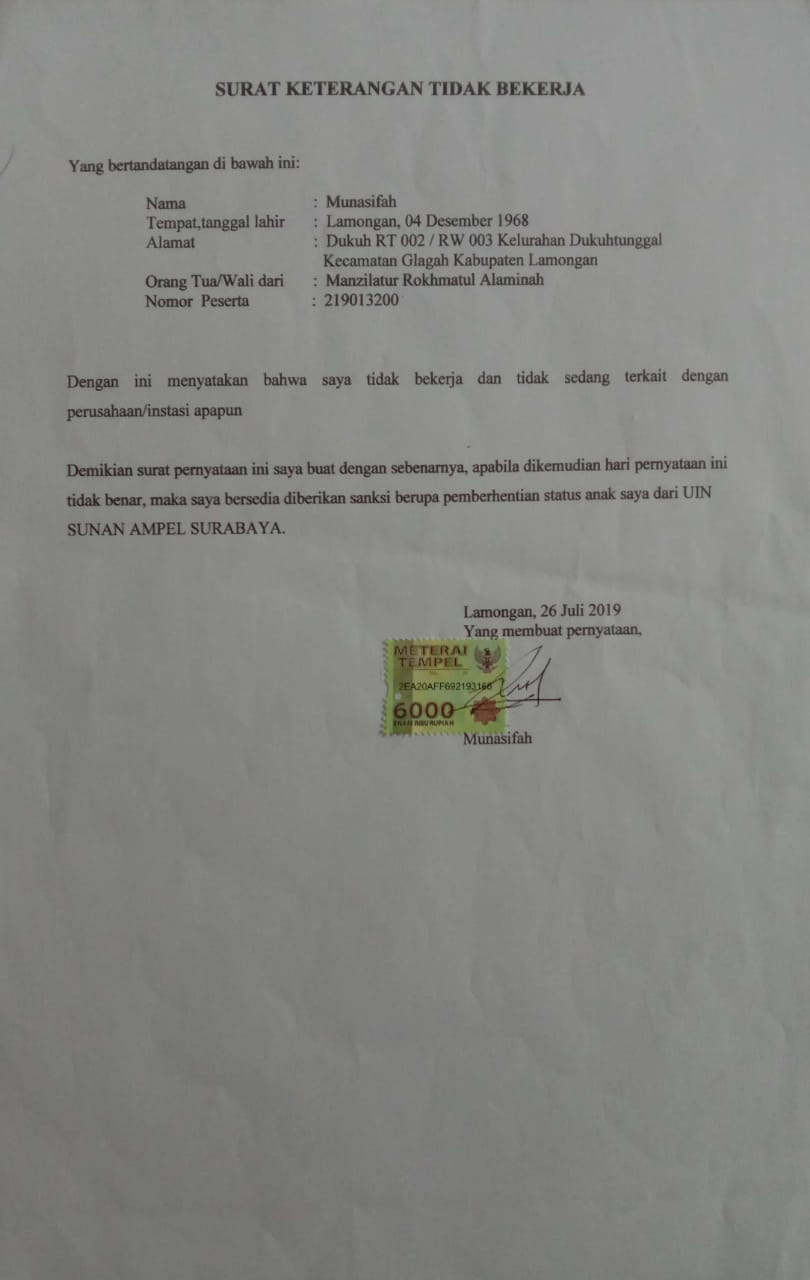 SURAT KETERANGAN TIDAK BEKERJA
Yang bertandatangan di bawah ini:
Nama : Munasifah
Tempat,tanggal lahir : Lamongan, 04 Desember 1968
Alamat : Dukuh RT 002 / RW 003 Kelurahan Dukuhtunggal
Kecamatan Glagah Kabupaten Lamongan
Orang Tua/Wali dari : Manzilatur Rokhmatul Alaminah
Nomor Peserta : 219013200
Dengan ini menyatakan bahwa saya tidak bekerja dan tidak sedang terkait dengan
perusahaan/instasi apapun
Demikian surat pernyataan ini saya buat dengan sebenarnya, apabila dikemudian hari pernyataan ini
tidak benar, maka saya bersedia diberikan sanksi berupa pemberhentian status anak saya dari UIN
SUNAN AMPEL SURABAYA.
Lamongan, 26 Juli 2019
Yang membuat pernyataan,
METERAI
TEMPEL
2EA20AFF692193166
6000
ENAM RIBU RUPIAH
Munasifah